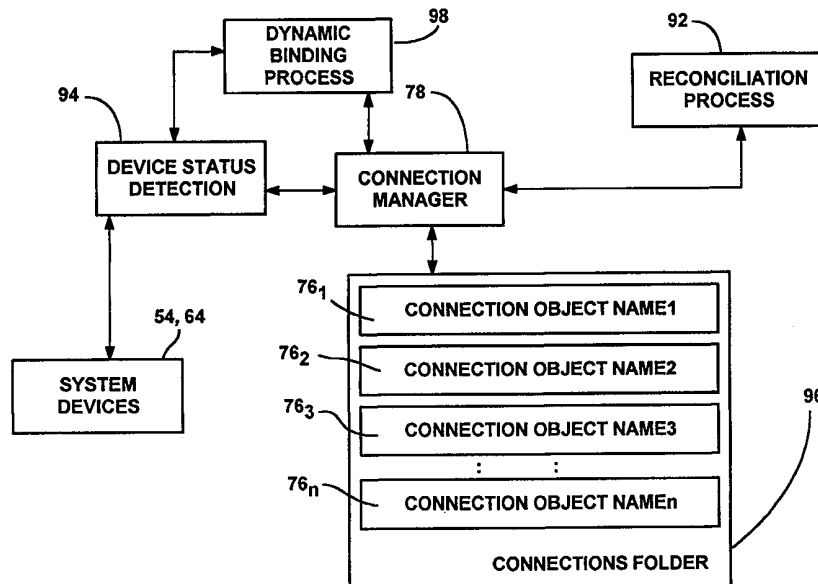 DYNAMIC
BINDING
PROCESS
98
92
RECONCILIATION
PROCESS
94
78
DEVICE STATUS
DETECTION
CONNECTION
MANAGER
54, 64
SYSTEM
DEVICES
76₁
CONNECTION OBJECT NAME1
76₂
CONNECTION OBJECT NAME2
76₃
CONNECTION OBJECT NAME3
96
76ₙ
CONNECTION OBJECT NAMEn
CONNECTIONS FOLDER